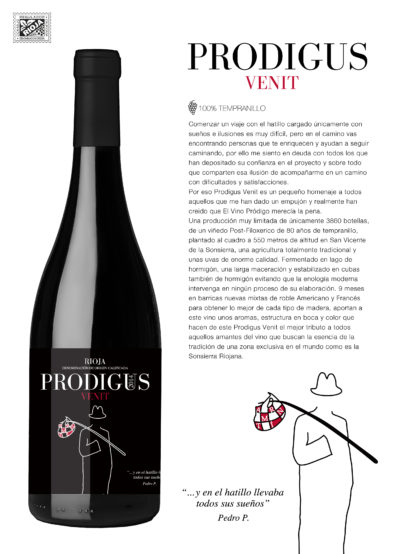 RIOJA
PRODIGUS
VENIT
100% TEMPRANILLO
Comenzar un viaje con el hatillo cargado únicamente con
sueños e ilusiones es muy difícil, pero en el camino vas
encontrando personas que te enriquecen y ayudan a seguir
caminando, por ello me siento en deuda con todos los que
han depositado su confianza en el proyecto y sobre todo
que comparten esa ilusión de acompañarme en un camino
con dificultades y satisfacciones.
Por eso Prodigus Venit es un pequeño homenaje a todos
aquellos que me han dado un empujón y realmente han
creido que El Vino Pródigo merecía la pena.
Una producción muy limitada de únicamente 3860 botellas,
de un viñedo Post-Filoxerico de 80 años de tempranillo,
plantado al cuadro a 550 metros de altitud en San Vicente
de la Sonsierra, una agricultura totalmente tradicional y
unas uvas de enorme calidad. Fermentado en lago de
hormigón, una larga maceración y estabilizado en cubas
también de hormigón evitando que la enología moderna
intervenga en ningún proceso de su elaboración. 9 meses
en barricas nuevas mixtas de roble Americano y Francés
para obtener lo mejor de cada tipo de madera, aportan a
este vino unos aromas, estructura en boca y color que
hacen de este Prodigus Venit el mejor tributo a todos
aquellos amantes del vino que buscan la esencia de la
tradición de una zona exclusiva en el mundo como es la
Sonsierra Riojana.
RIOJA
DENOMINACIÓN DE ORIGEN CALIFICADA
PRODIGUS
2014
VENIT
“...y en el hatillo lle
todos sus sueño
Pedro P.
“...y en el hatillo llevaba
todos sus sueños”
Pedro P.